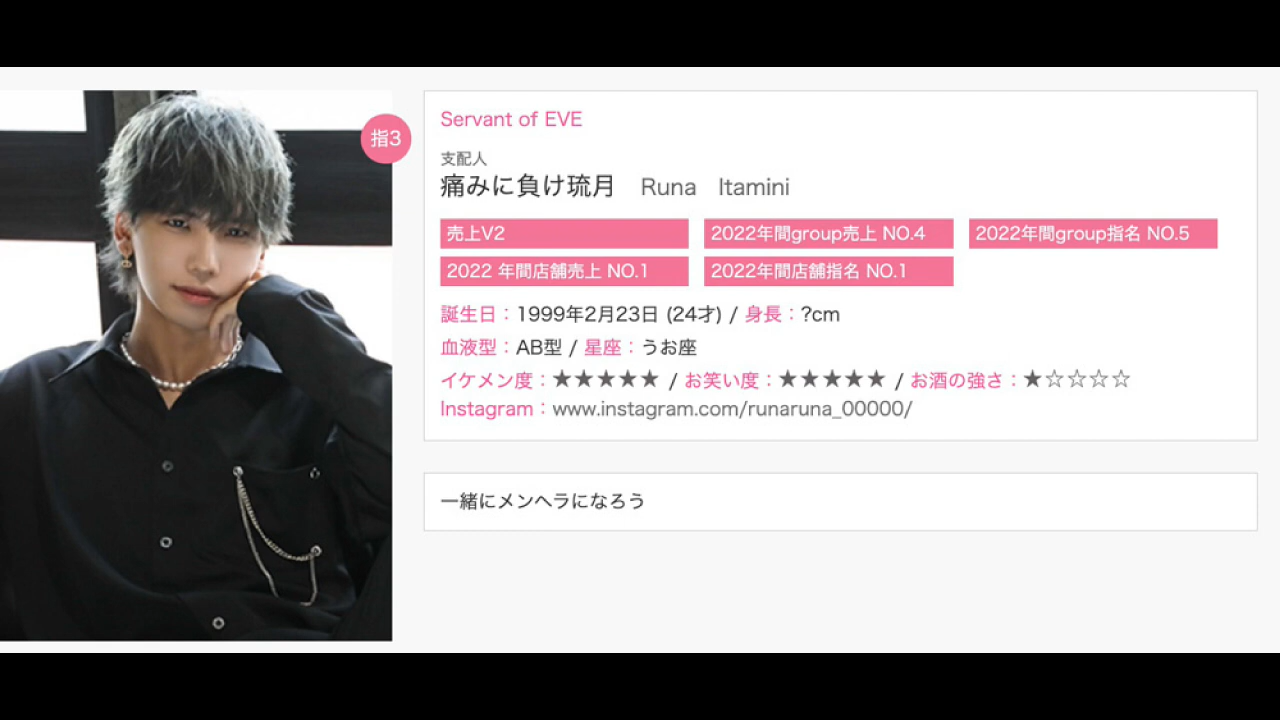 指3
Servant of EVE
支配人
痛みに負け琉月 Runa Itamini
売上V2 2022年間group売上 NO.4 2022年間group指名 NO.5
2022 年間店舗売上 NO.1 2022年間店舗指名 NO.1
誕生日：1999年2月23日 (24才) / 身長：?cm
血液型：AB型 / 星座：うお座
イケメン度：★★★★★ / お笑い度：★★★★★ / お酒の強さ：★☆☆☆☆
Instagram：www.instagram.com/runaruna_00000/
一緒にメンヘラになろう